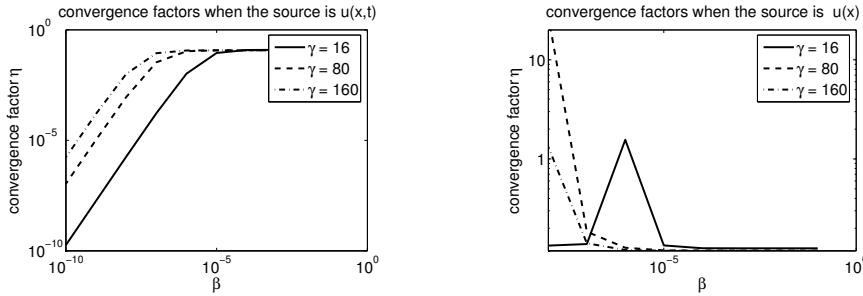 convergence factors when the source is u(x,t)
10^0
10^-5
10^-10
convergence factor η
γ = 16
γ = 80
γ = 160
10^-10
10^-5
10^0
β
convergence factors when the source is u(x)
10
1
convergence factor η
γ = 16
γ = 80
γ = 160
10^-5
10^0
β